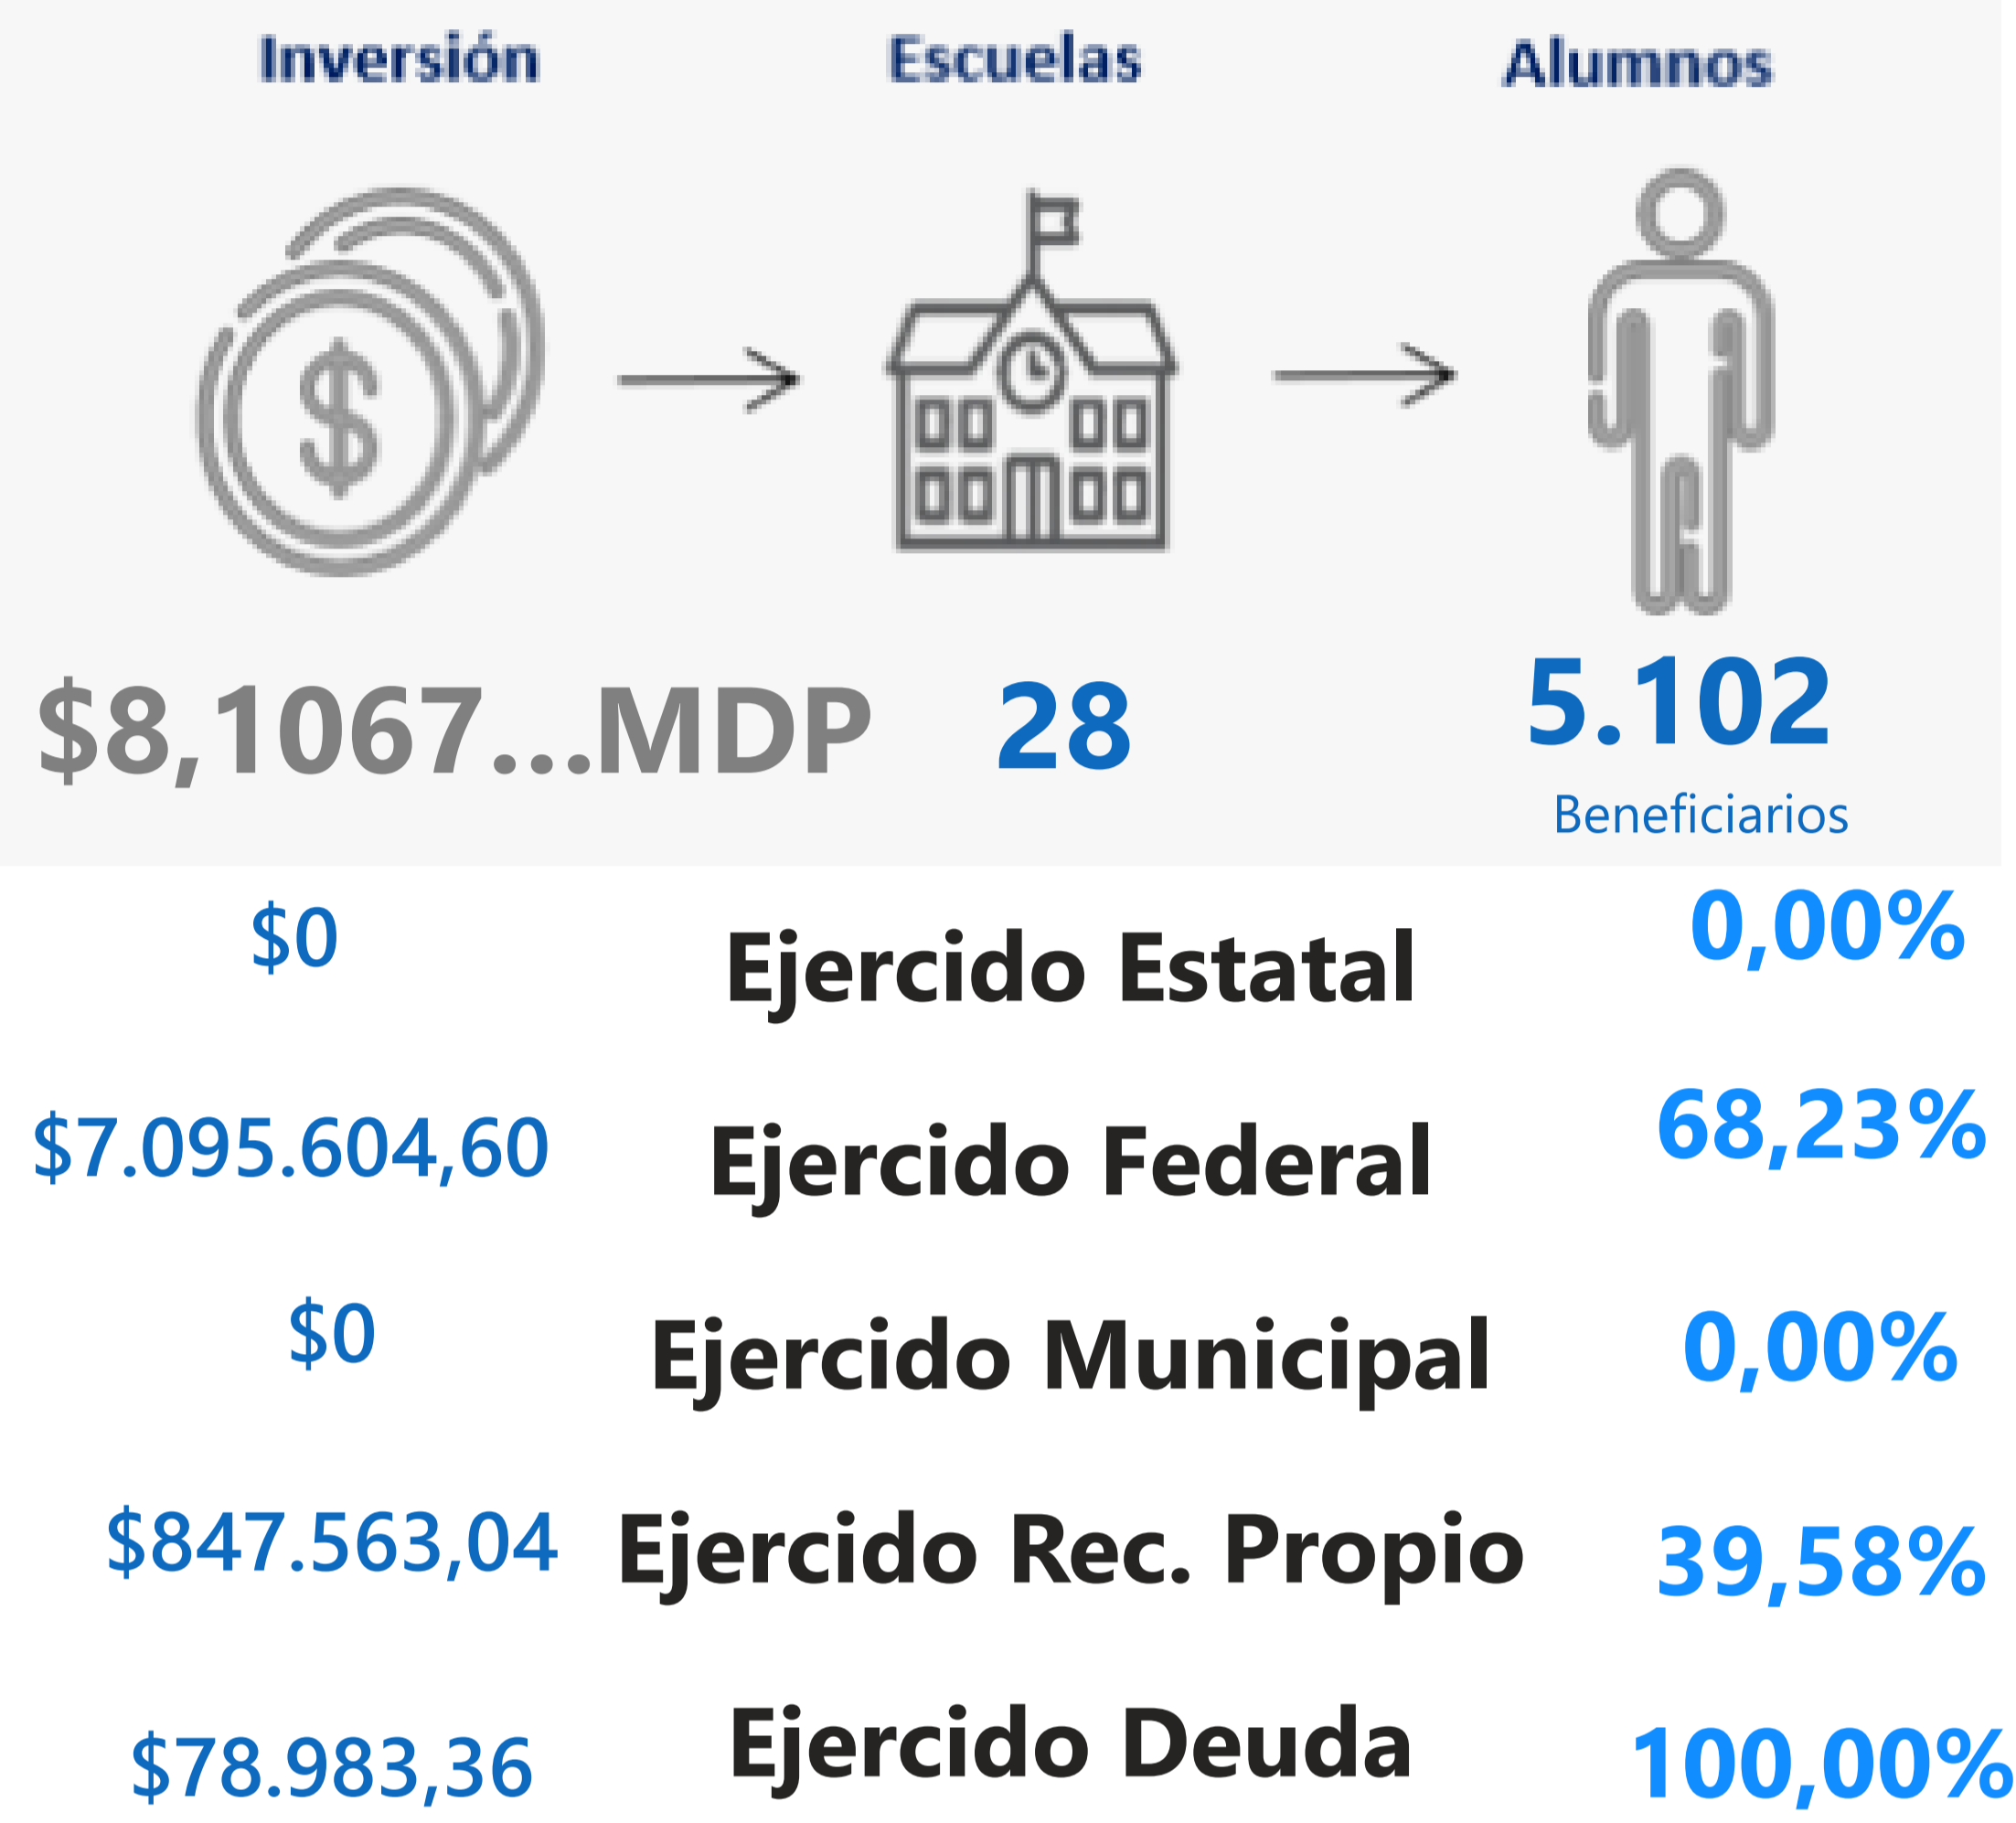 Inversión Escuelas Alumnos
$
$8,1067...MDP 28 5.102
Beneficiarios
$0 Ejercido Estatal 0,00%
$7.095.604,60 Ejercido Federal 68,23%
$0 Ejercido Municipal 0,00%
$847.563,04 Ejercido Rec. Propio 39,58%
$78.983,36 Ejercido Deuda 100,00%